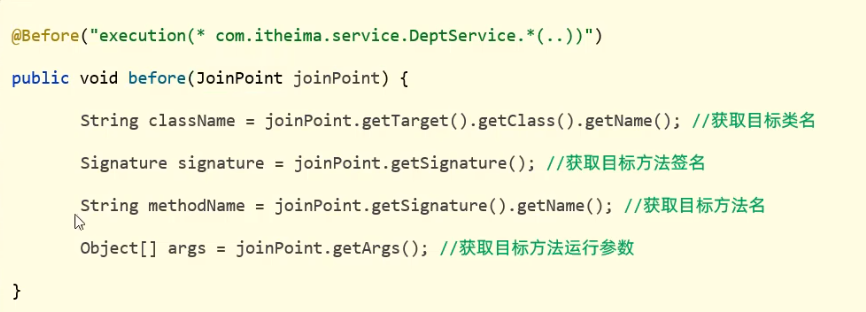 @Before("execution(* com.itheima.service.DeptService.*(..))")
public void before(JoinPoint joinPoint) {
String className = joinPoint.getTarget().getClass().getName(); //获取目标类名
Signature signature = joinPoint.getSignature(); //获取目标方法签名
String methodName = joinPoint.getSignature().getName(); //获取目标方法名
Object[] args = joinPoint.getArgs(); //获取目标方法运行参数
}